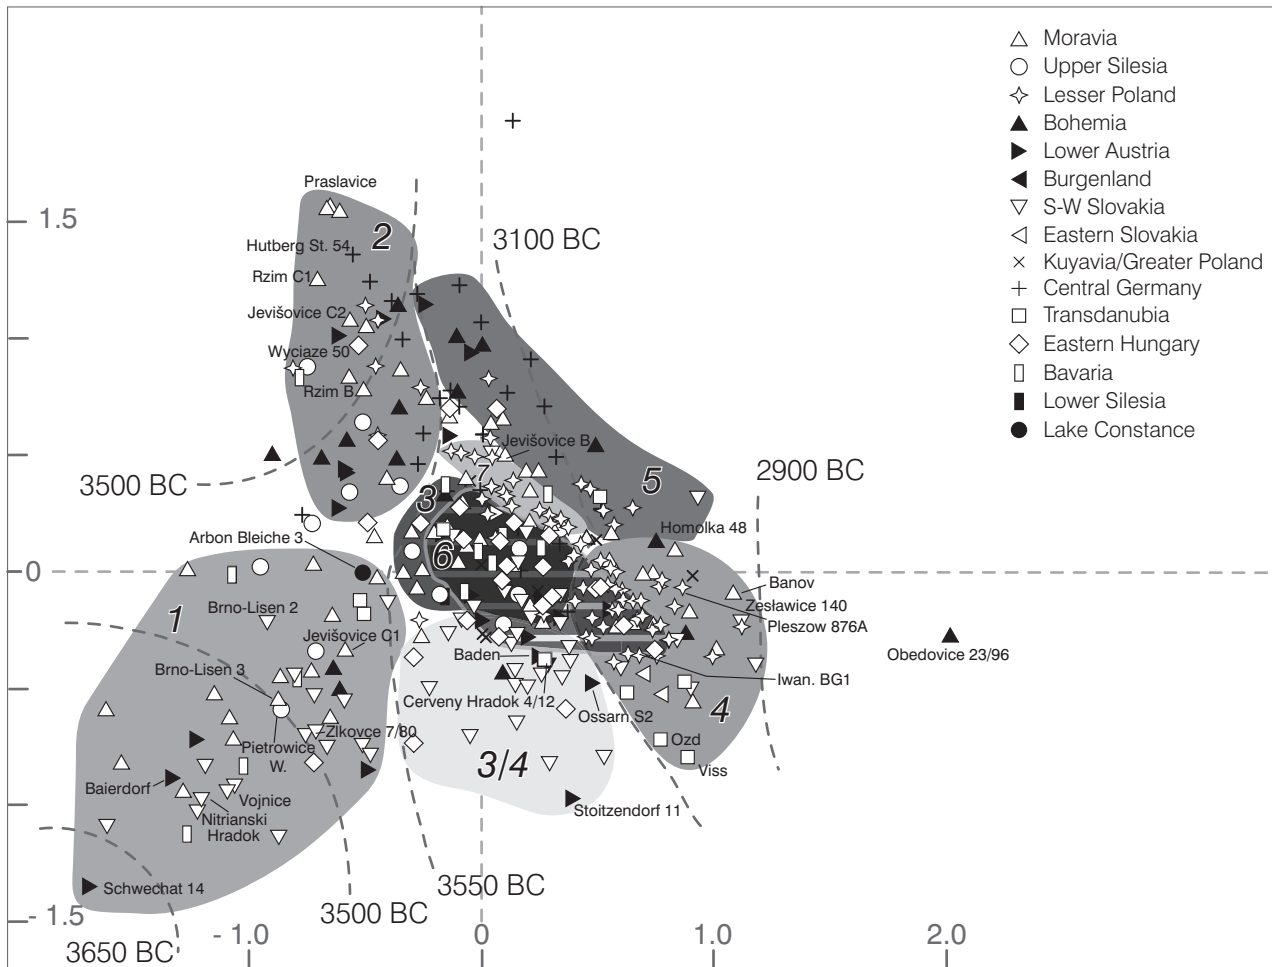 Moravia
Upper Silesia
Lesser Poland
Bohemia
Lower Austria
Burgenland
S-W Slovakia
Eastern Slovakia
Kuyavia/Greater Poland
Central Germany
Transdanubia
Eastern Hungary
Bavaria
Lower Silesia
Lake Constance
Praslavice
1.5
2
3100 BC
Hutberg St. 54
Rzim C1
Jevišovice C2
Wyciaze 50
Rzim B
Jevišovice B
7
2900 BC
3500 BC
3
5
Homolka 48
Arbon Bleiche 3
6
0
Banov
Brno-Lisen 2
1
Zesławice 140
Pleszow 876A
Jevišovice C1
Baden
Obedovice 23/96
Brno-Lisen 3
Iwan. BG1
Cerveny Hradok 4/12
Ossarn S2
4
Zlkovce 7/80
Pietrowice
W.
Ozd
3/4
Viss
Baierdorf
Vojnice
Nitrianski
Hradok
Stoitzendorf 11
Schwechat 14
3550 BC
3500 BC
- 1.5
3650 BC
- 1.0
0
1.0
2.0